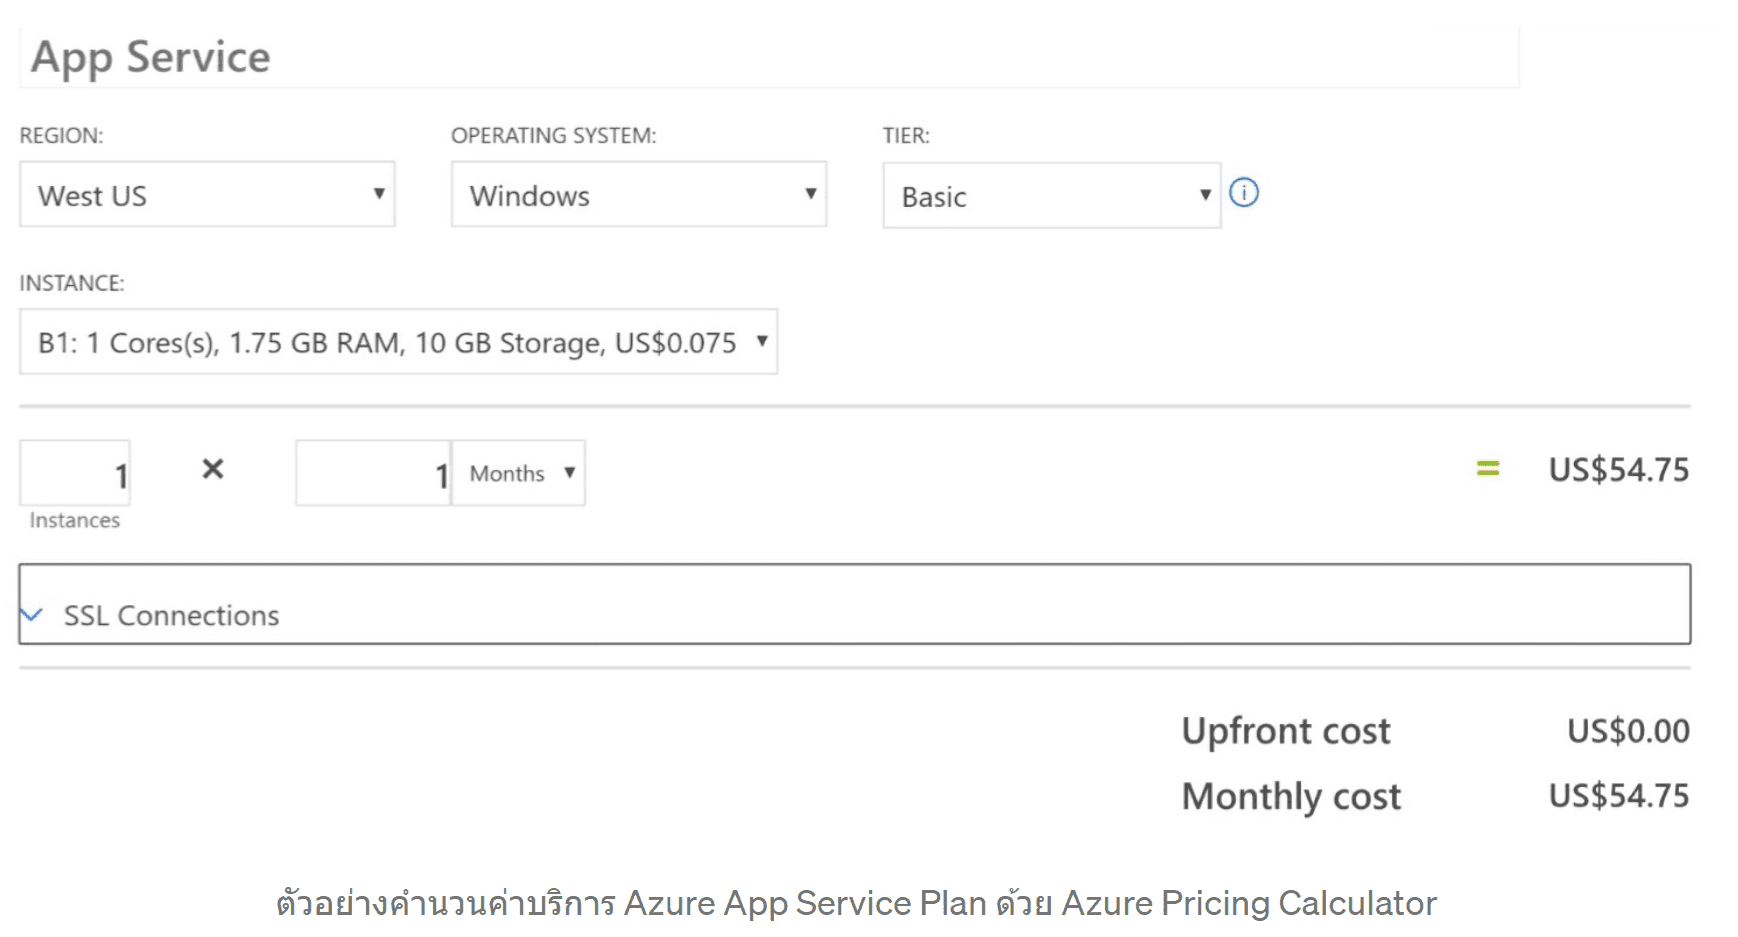 App Service
REGION: OPERATING SYSTEM: TIER:
West US Windows Basic
INSTANCE:
B1: 1 Cores(s), 1.75 GB RAM, 10 GB Storage, US$0.075
1 × 1 Months = US$54.75
Instances
SSL Connections
Upfront cost US$0.00
Monthly cost US$54.75
ตัวอย่างคำนวนค่าบริการ Azure App Service Plan ด้วย Azure Pricing Calculator